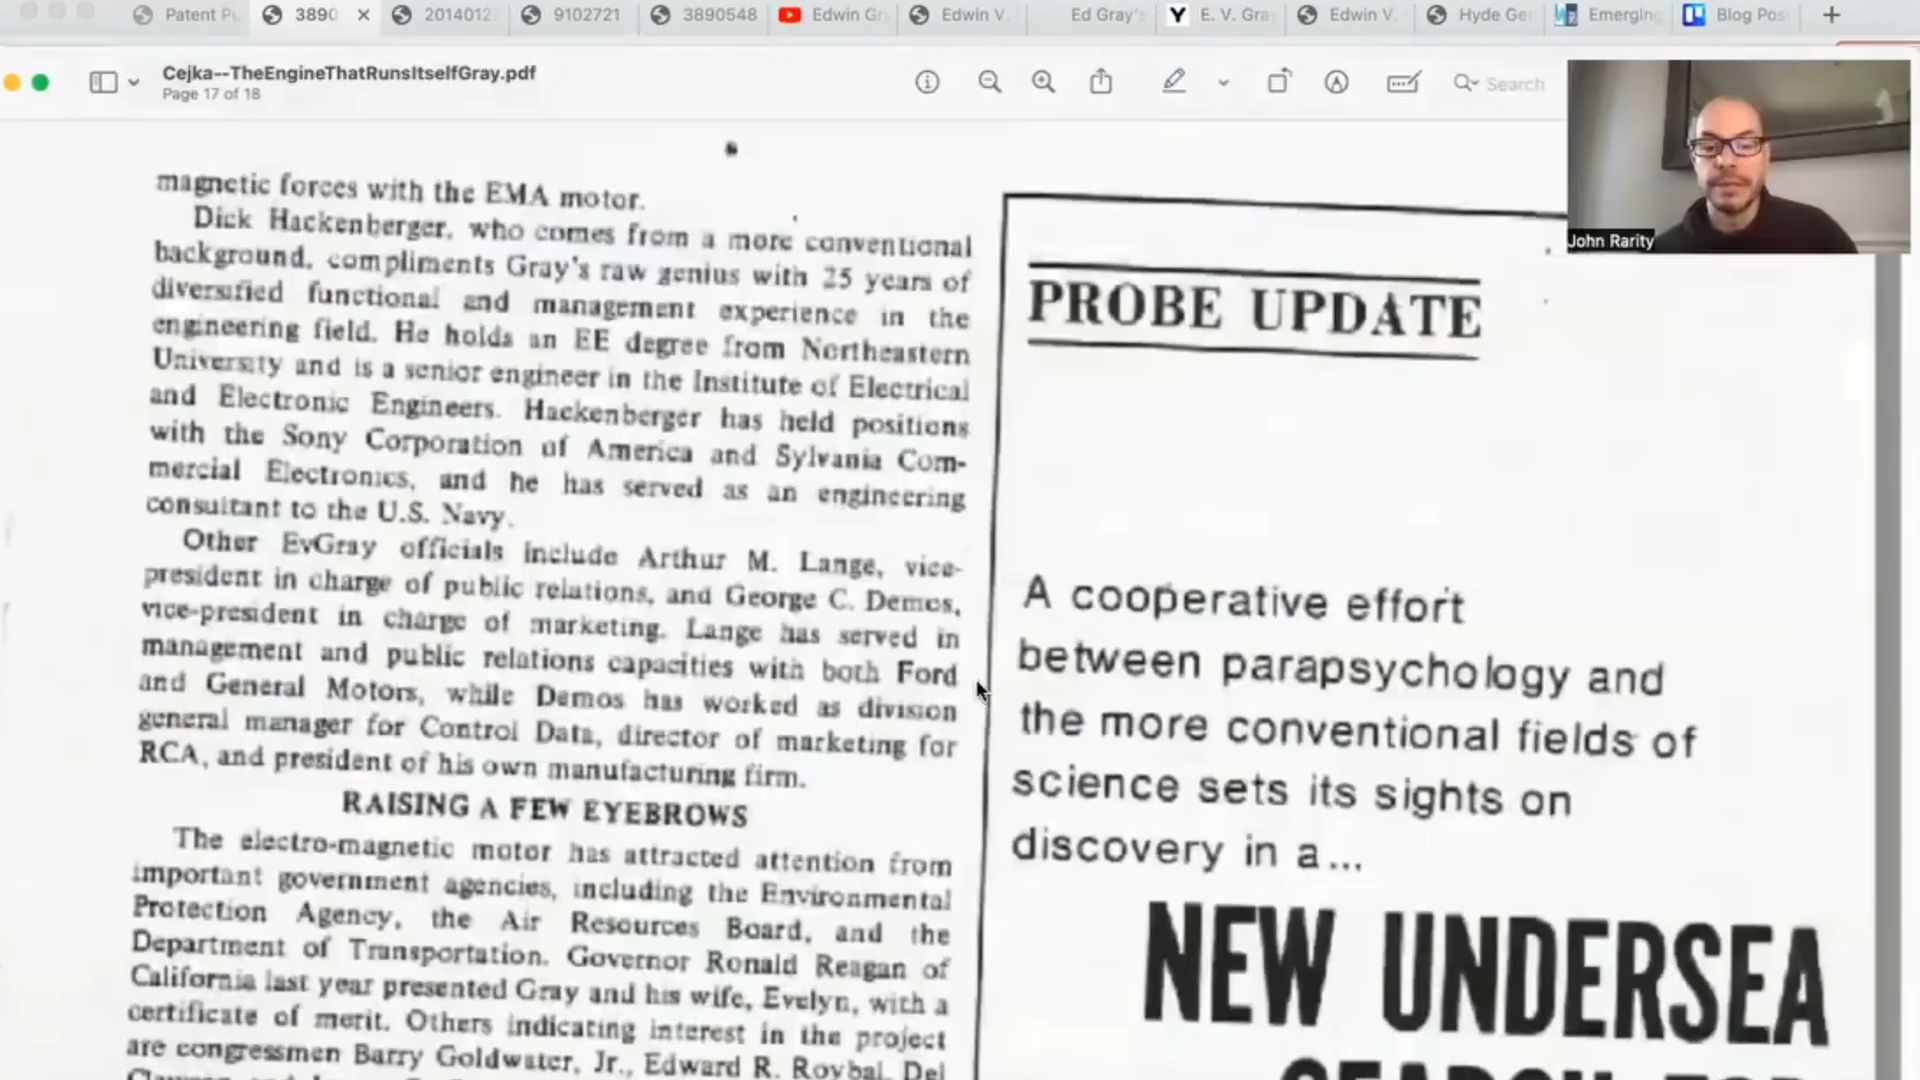 Patent Pu
3890
20140127
9102721
3890548
Edwin Gr
Edwin V.
Ed Gray's
E. V. Gra
Edwin V.
Hyde Ge
Emerging
Blog Pos
Cejka--TheEngineThatRunsItselfGray.pdf
Page 17 of 18
Search
John Rarity
magnetic forces with the EMA motor.
Dick Hackenberger, who comes from a more conventional
background, compliments Gray's raw genius with 25 years of
diversified functional and management experience in the
engineering field. He holds an EE degree from Northeastern
University and is a senior engineer in the Institute of Electrical
and Electronic Engineers. Hackenberger has held positions
with the Sony Corporation of America and Sylvania Com-
mercial Electronics, and he has served as an engineering
consultant to the U.S. Navy.
Other EvGray officials include Arthur M. Lange, vice-
president in charge of public relations, and George C. Demos,
vice-president in charge of marketing. Lange has served in
management and public relations capacities with both Ford
and General Motors, while Demos has worked as division
general manager for Control Data, director of marketing for
RCA, and president of his own manufacturing firm.
RAISING A FEW EYEBROWS
The electro-magnetic motor has attracted attention from
important government agencies, including the Environmental
Protection Agency, the Air Resources Board, and the
Department of Transportation. Governor Ronald Reagan of
California last year presented Gray and his wife, Evelyn, with a
certificate of merit. Others indicating interest in the project
are congressmen Barry Goldwater, Jr., Edward R. Roybal, Del
PROBE UPDATE
A cooperative effort
between parapsychology and
the more conventional fields of
science sets its sights on
discovery in a...
NEW UNDERSEA